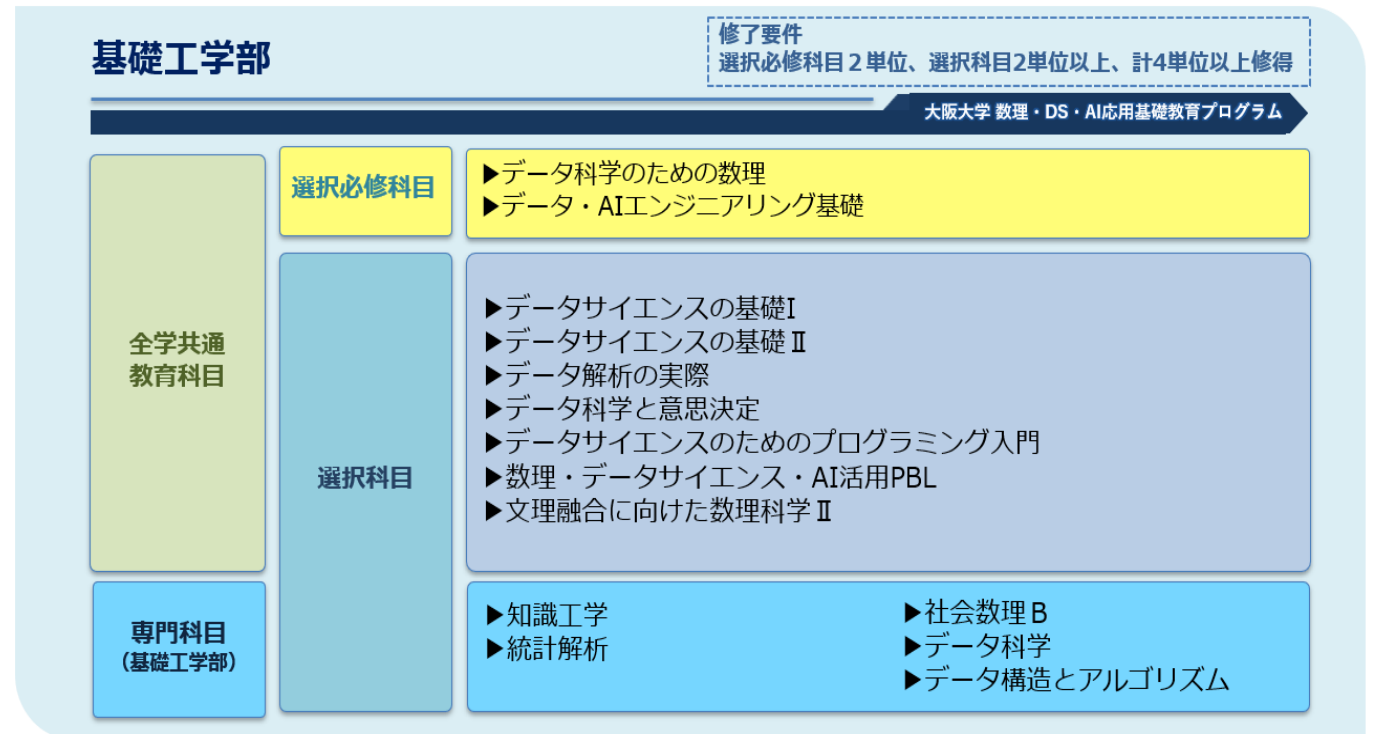 基礎工学部
修了要件
選択必修科目２単位、選択科目2単位以上、計4単位以上修得
大阪大学 数理・DS・AI応用基礎教育プログラム
全学共通
教育科目
選択必修科目
▶データ科学のための数理
▶データ・AIエンジニアリング基礎
選択科目
▶データサイエンスの基礎I
▶データサイエンスの基礎Ⅱ
▶データ解析の実際
▶データ科学と意思決定
▶データサイエンスのためのプログラミング入門
▶数理・データサイエンス・AI活用PBL
▶文理融合に向けた数理科学Ⅱ
専門科目
（基礎工学部）
▶知識工学
▶統計解析
▶社会数理Ｂ
▶データ科学
▶データ構造とアルゴリズム